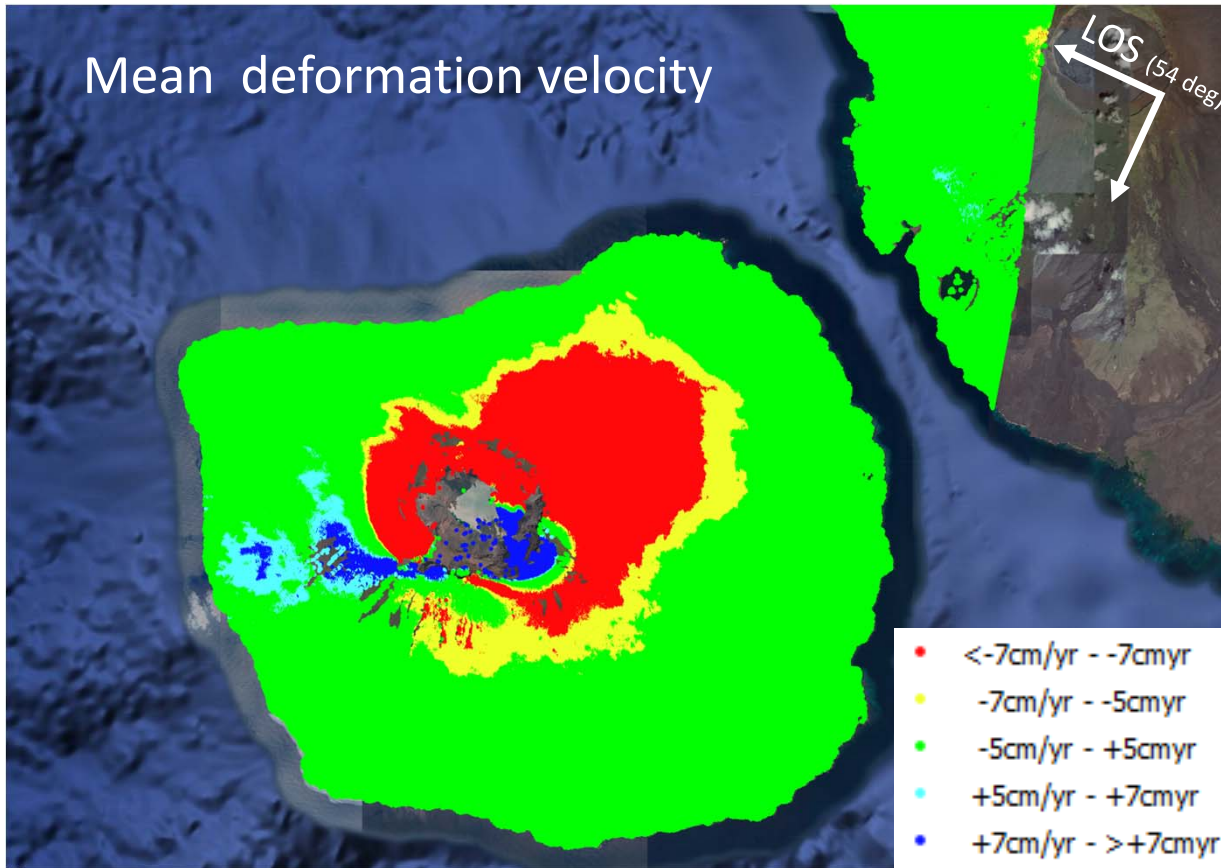 Mean deformation velocity
LOS (54 deg)
<-7cm/yr - -7cmyr
-7cm/yr - -5cmyr
-5cm/yr - +5cmyr
+5cm/yr - +7cmyr
+7cm/yr - >+7cmyr